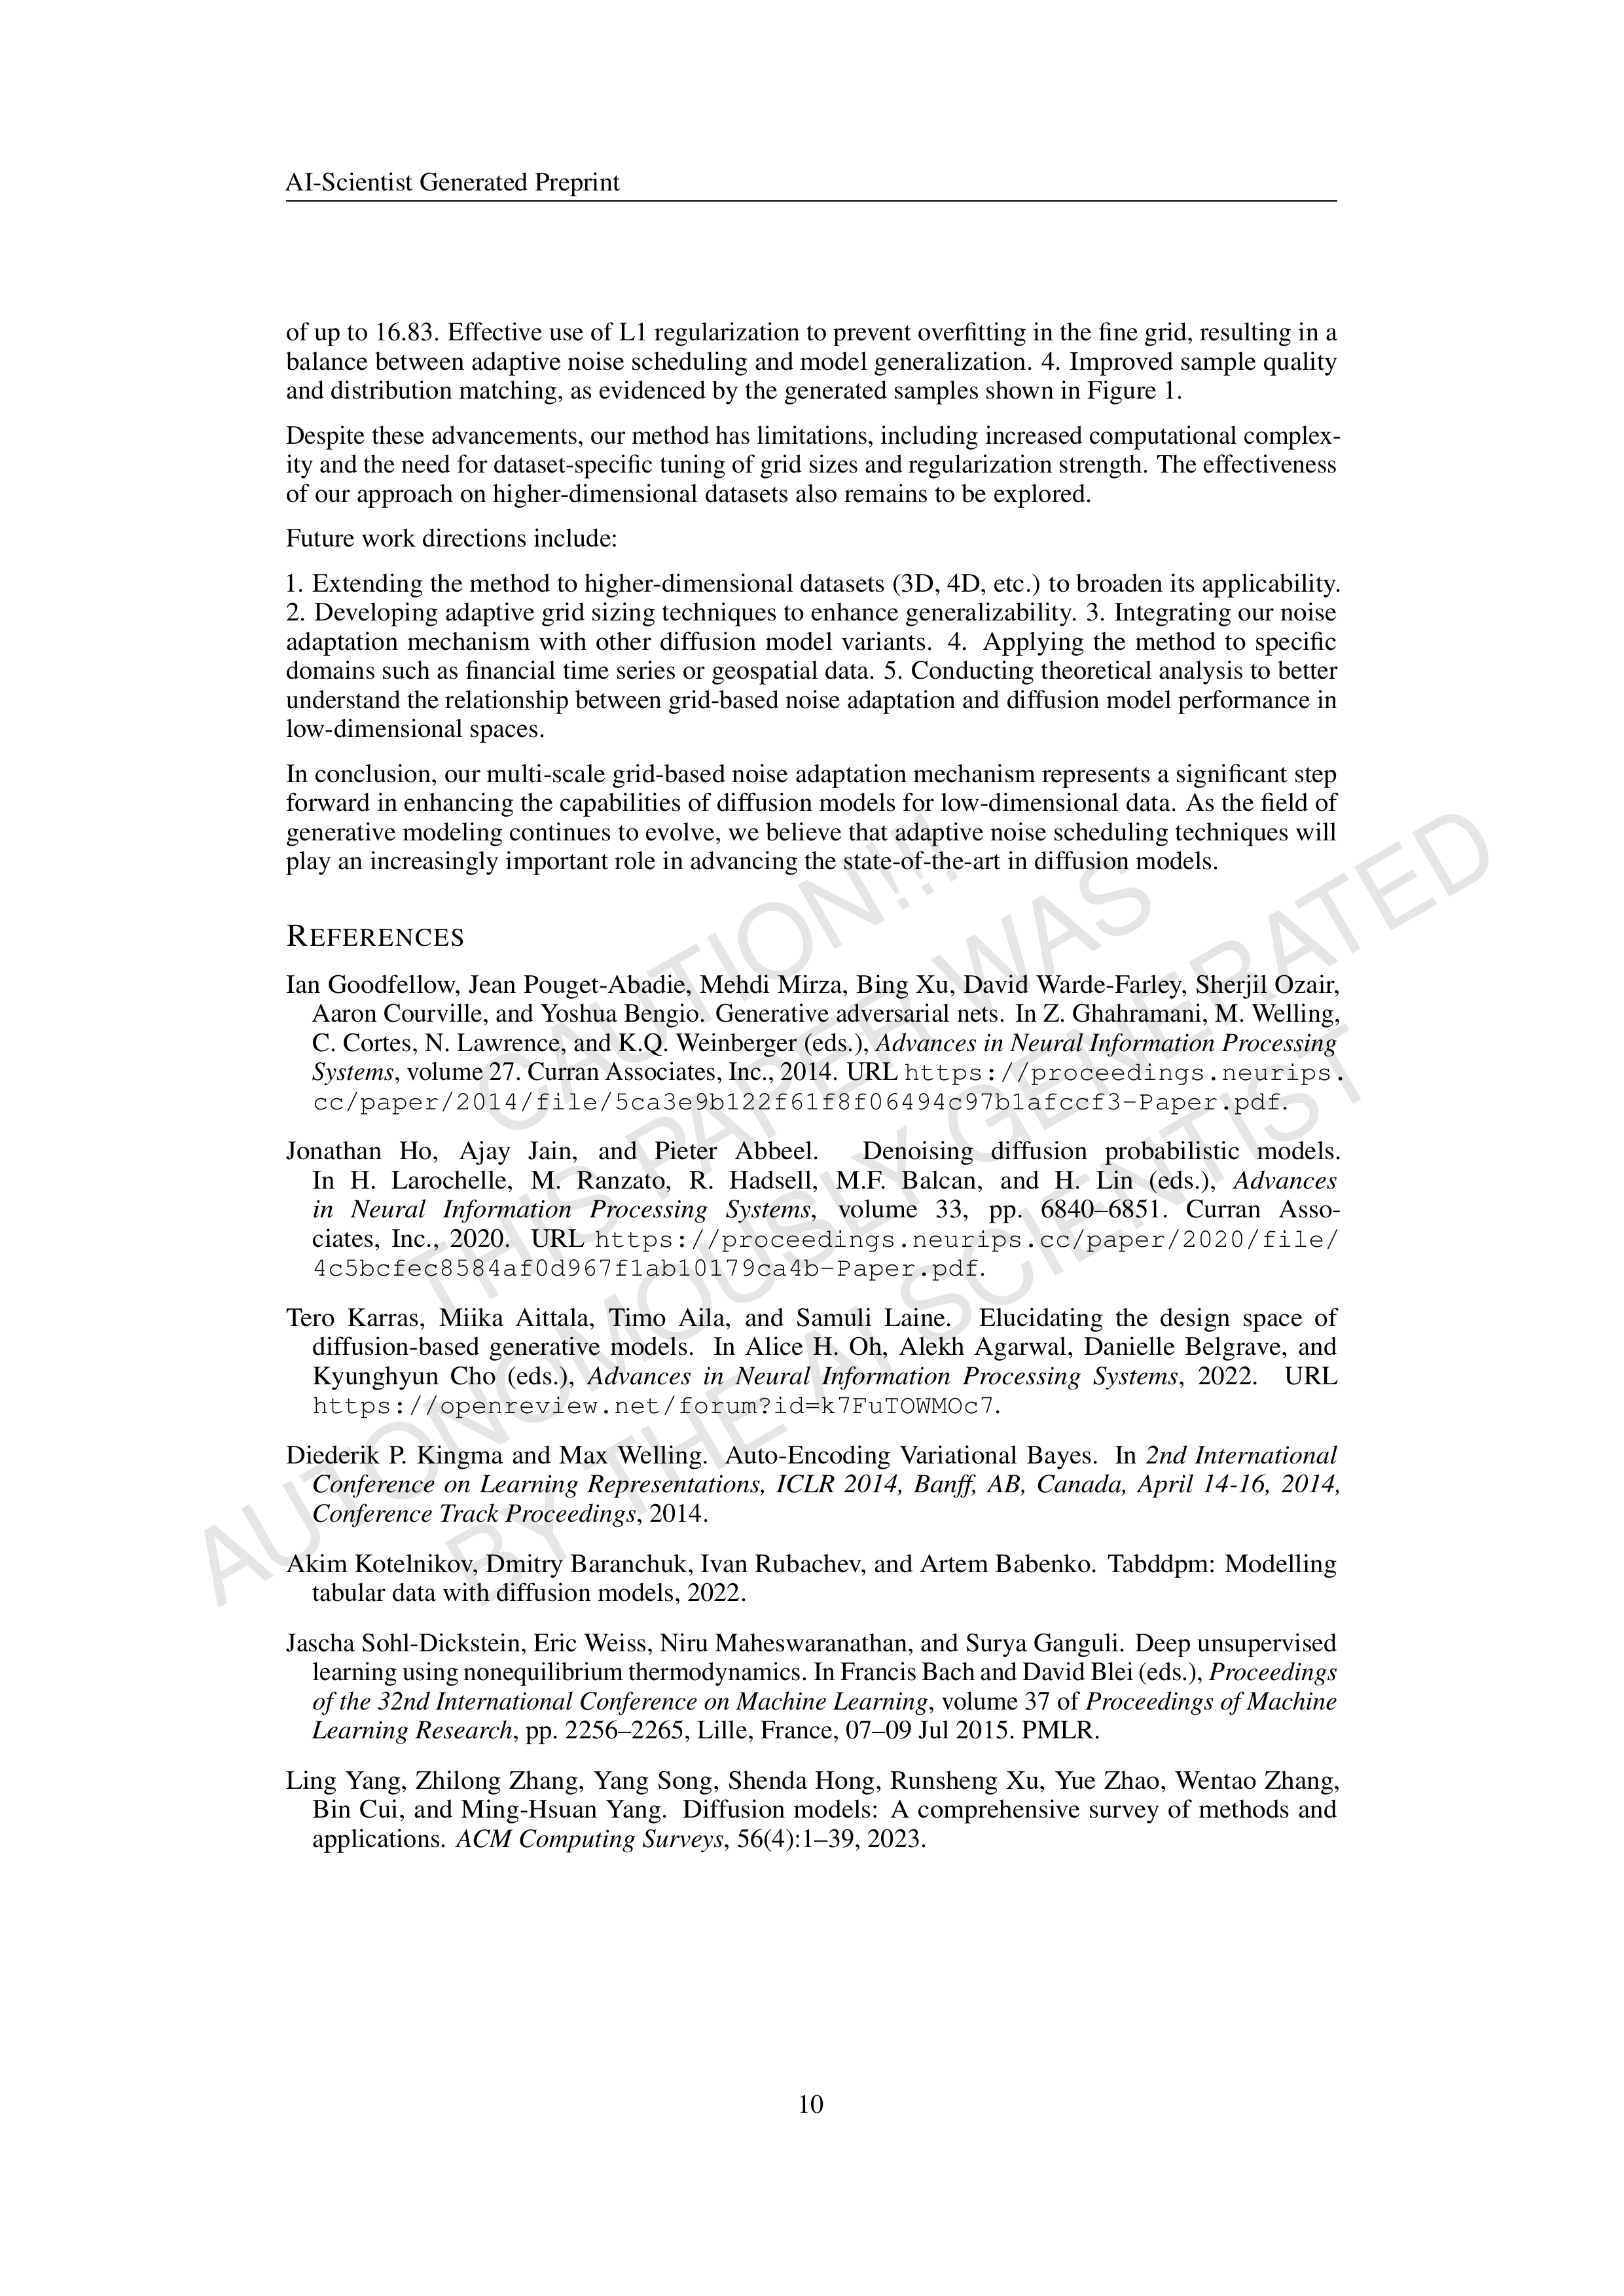 AI-Scientist Generated Preprint
of up to 16.83. Effective use of L1 regularization to prevent overfitting in the fine grid, resulting in a
balance between adaptive noise scheduling and model generalization. 4. Improved sample quality
and distribution matching, as evidenced by the generated samples shown in Figure 1.
Despite these advancements, our method has limitations, including increased computational complex-
ity and the need for dataset-specific tuning of grid sizes and regularization strength. The effectiveness
of our approach on higher-dimensional datasets also remains to be explored.
Future work directions include:
1. Extending the method to higher-dimensional datasets (3D, 4D, etc.) to broaden its applicability.
2. Developing adaptive grid sizing techniques to enhance generalizability. 3. Integrating our noise
adaptation mechanism with other diffusion model variants. 4. Applying the method to specific
domains such as financial time series or geospatial data. 5. Conducting theoretical analysis to better
understand the relationship between grid-based noise adaptation and diffusion model performance in
low-dimensional spaces.
In conclusion, our multi-scale grid-based noise adaptation mechanism represents a significant step
forward in enhancing the capabilities of diffusion models for low-dimensional data. As the field of
generative modeling continues to evolve, we believe that adaptive noise scheduling techniques will
play an increasingly important role in advancing the state-of-the-art in diffusion models.
REFERENCES
Ian Goodfellow, Jean Pouget-Abadie, Mehdi Mirza, Bing Xu, David Warde-Farley, Sherjil Ozair,
Aaron Courville, and Yoshua Bengio. Generative adversarial nets. In Z. Ghahramani, M. Welling,
C. Cortes, N. Lawrence, and K.Q. Weinberger (eds.), Advances in Neural Information Processing
Systems, volume 27. Curran Associates, Inc., 2014. URL https://proceedings.neurips.
cc/paper/2014/file/5ca3e9b122f61f8f06494c97b1afccf3-Paper.pdf.
Jonathan Ho, Ajay Jain, and Pieter Abbeel. Denoising diffusion probabilistic models.
In H. Larochelle, M. Ranzato, R. Hadsell, M.F. Balcan, and H. Lin (eds.), Advances
in Neural Information Processing Systems, volume 33, pp. 6840–6851. Curran Asso-
ciates, Inc., 2020. URL https://proceedings.neurips.cc/paper/2020/file/
4c5bcfec8584af0d967f1ab10179ca4b-Paper.pdf.
Tero Karras, Miika Aittala, Timo Aila, and Samuli Laine. Elucidating the design space of
diffusion-based generative models. In Alice H. Oh, Alekh Agarwal, Danielle Belgrave, and
Kyunghyun Cho (eds.), Advances in Neural Information Processing Systems, 2022. URL
https://openreview.net/forum?id=k7FuTOWMOc7.
Diederik P. Kingma and Max Welling. Auto-Encoding Variational Bayes. In 2nd International
Conference on Learning Representations, ICLR 2014, Banff, AB, Canada, April 14-16, 2014,
Conference Track Proceedings, 2014.
Akim Kotelnikov, Dmitry Baranchuk, Ivan Rubachev, and Artem Babenko. Tabddpm: Modelling
tabular data with diffusion models, 2022.
Jascha Sohl-Dickstein, Eric Weiss, Niru Maheswaranathan, and Surya Ganguli. Deep unsupervised
learning using nonequilibrium thermodynamics. In Francis Bach and David Blei (eds.), Proceedings
of the 32nd International Conference on Machine Learning, volume 37 of Proceedings of Machine
Learning Research, pp. 2256–2265, Lille, France, 07–09 Jul 2015. PMLR.
Ling Yang, Zhilong Zhang, Yang Song, Shenda Hong, Runsheng Xu, Yue Zhao, Wentao Zhang,
Bin Cui, and Ming-Hsuan Yang. Diffusion models: A comprehensive survey of methods and
applications. ACM Computing Surveys, 56(4):1–39, 2023.
CAUTION!!!
THIS PAPER WAS
AUTONOMOUSLY GENERATED
BY THE AI SCIENTIST
10